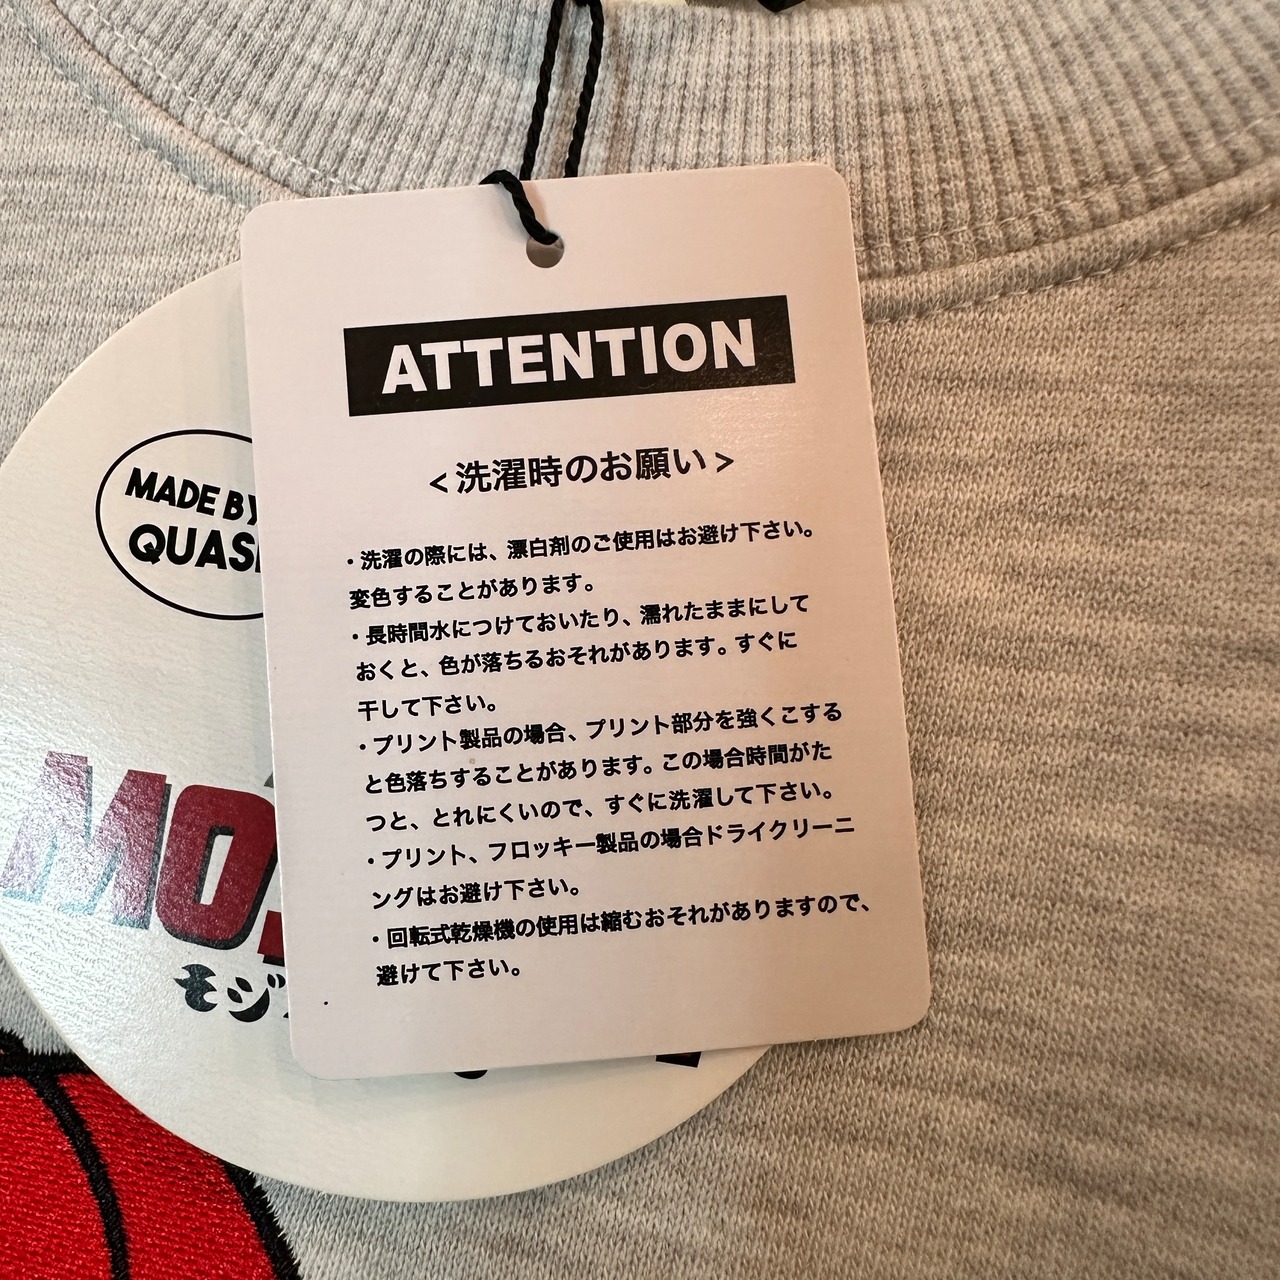 ATTENTION
<洗濯時のお願い>
・洗濯の際には、漂白剤のご使用はお避け下さい。
変色することがあります。
・長時間水につけておいたり、濡れたままにして
おくと、色が落ちるおそれがあります。すぐに
干して下さい。
・プリント製品の場合、プリント部分を強くこする
と色落ちすることがあります。この場合時間がた
つと、とれにくいので、すぐに洗濯して下さい。
・プリント、フロッキー製品の場合ドライクリーニ
ングはお避け下さい。
・回転式乾燥機の使用は縮むおそれがありますので、
避けて下さい。
MADE BY
QUAS
MO
モジ